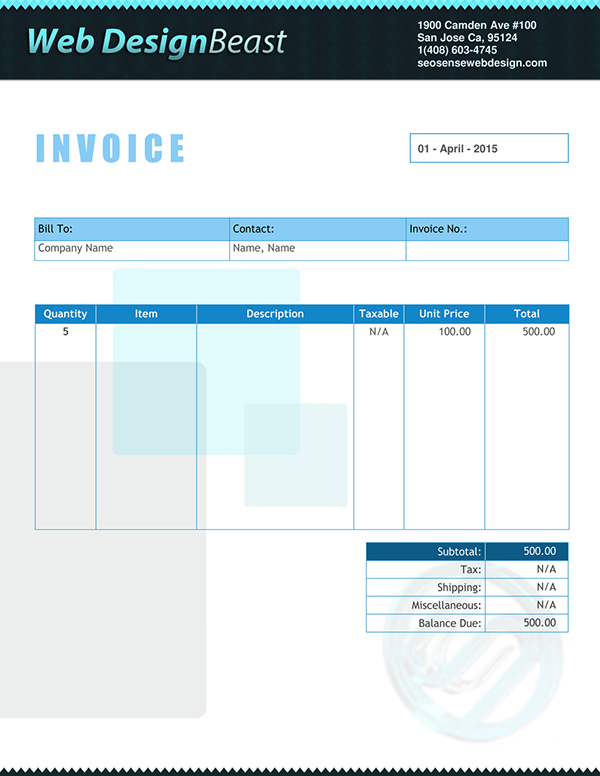 Web DesignBeast
1900 Camden Ave #100
San Jose Ca, 95124
1(408) 603-4745
seosensewebdesign.com
INVOICE
01 - April - 2015
Bill To: Contact: Invoice No.:
Company Name Name, Name
Quantity Item Description Taxable Unit Price Total
5 N/A 100.00 500.00
Subtotal: 500.00
Tax: N/A
Shipping: N/A
Miscellaneous: N/A
Balance Due: 500.00